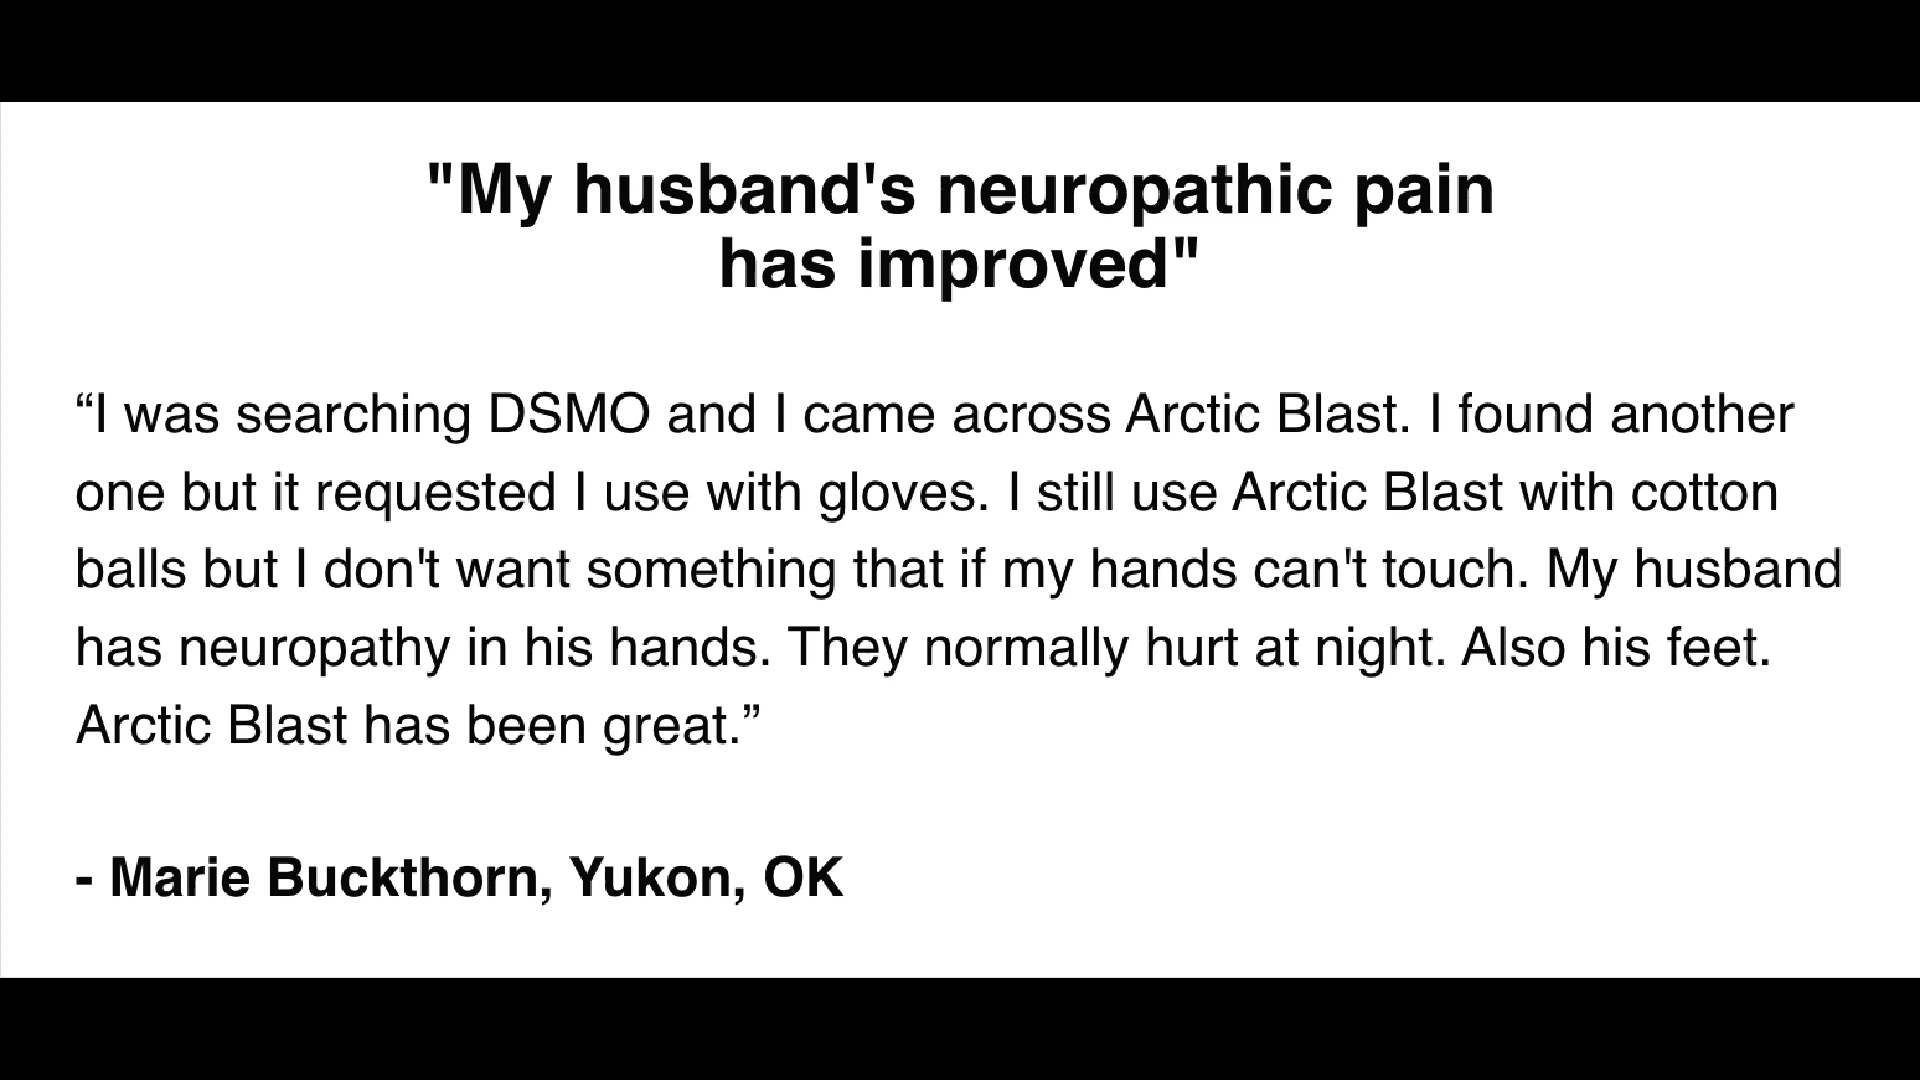 "My husband's neuropathic pain
has improved"
“I was searching DSMO and I came across Arctic Blast. I found another
one but it requested I use with gloves. I still use Arctic Blast with cotton
balls but I don't want something that if my hands can't touch. My husband
has neuropathy in his hands. They normally hurt at night. Also his feet.
Arctic Blast has been great.”
- Marie Buckthorn, Yukon, OK